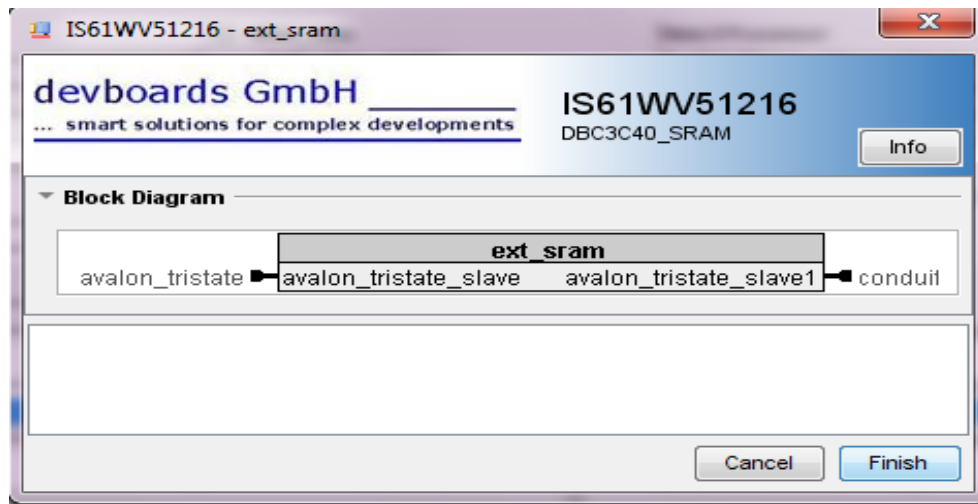 IS61WV51216 - ext_sram
devboards GmbH
... smart solutions for complex developments
IS61WV51216
DBC3C40_SRAM
Info
Block Diagram
ext_sram
avalon_tristate
avalon_tristate_slave
avalon_tristate_slave1
conduit
Cancel
Finish